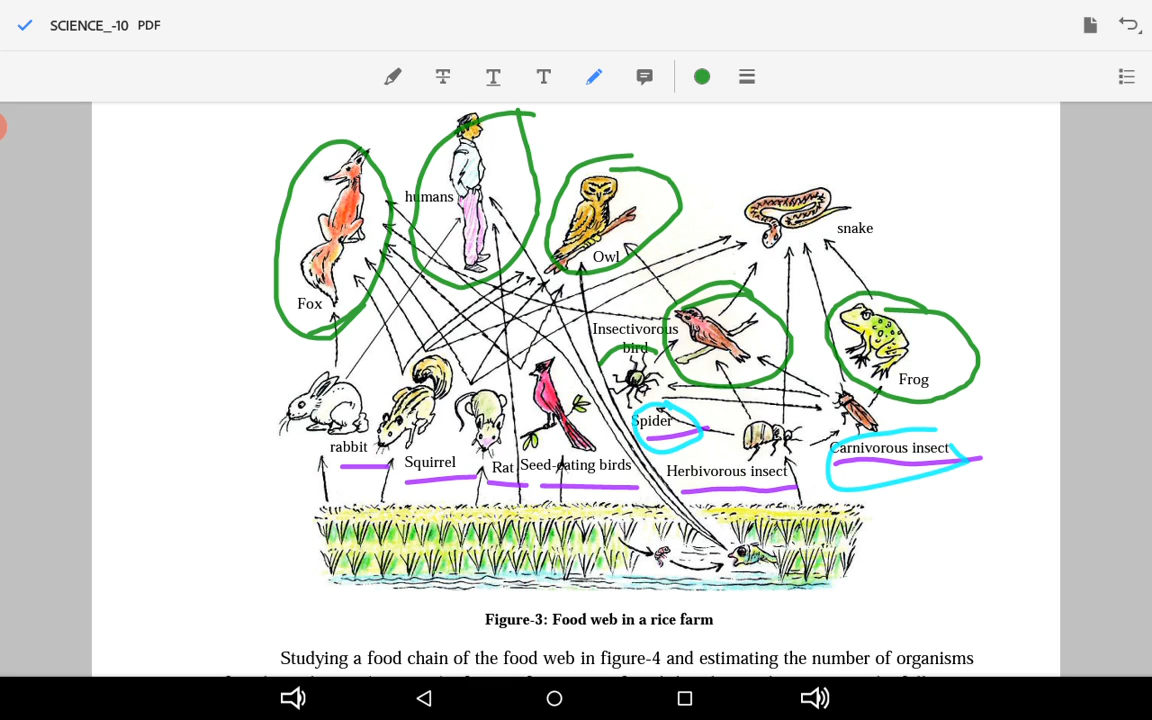 SCIENCE_-10 PDF
humans
Owl
snake
Fox
Insectivorous
bird
Frog
Spider
rabbit
Squirrel
Rat
Seed-eating birds
Herbivorous insect
Carnivorous insect
Figure-3: Food web in a rice farm
Studying a food chain of the food web in figure-4 and estimating the number of organisms